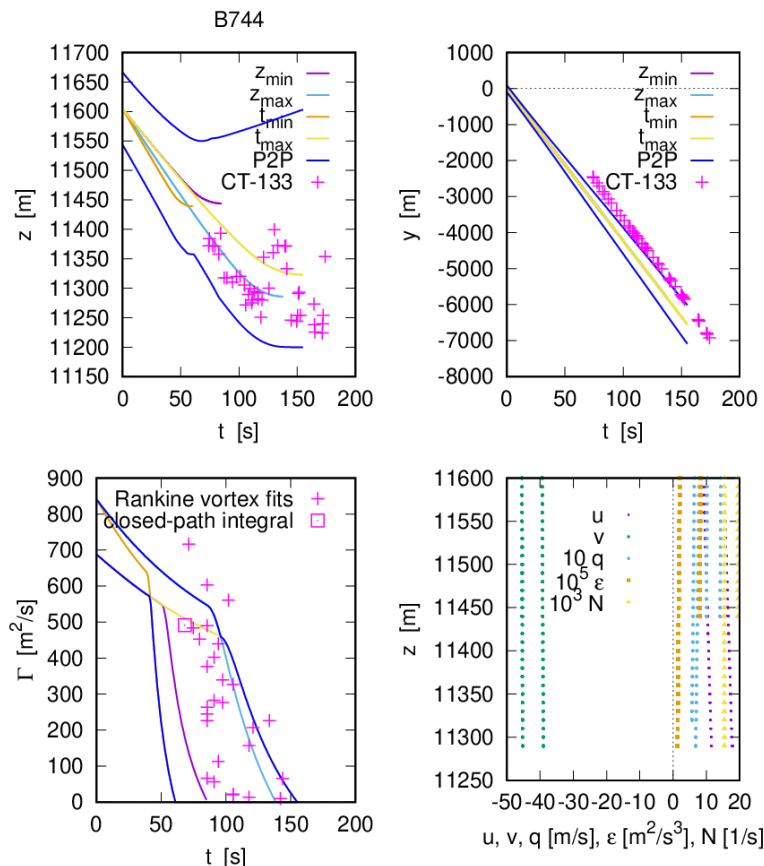 B744
11700
11650
11600
11550
11500
11450
11400
11350
11300
11250
11200
11150
z [m]
z_min
z_max
t_min
t_max
P2P
CT-133
0 50 100 150 200
t [s]
1000
0
-1000
-2000
-3000
-4000
-5000
-6000
-7000
-8000
y [m]
z_min
z_max
t_min
t_max
P2P
CT-133
0 50 100 150 200
t [s]
900
800
700
600
500
400
300
200
100
0
Γ [m²/s]
Rankine vortex fits
closed-path integral
0 50 100 150 200
t [s]
11600
11550
11500
11450
11400
11350
11300
11250
z [m]
u
v
10 q
10⁵ ε
10³ N
-50 -40 -30 -20 -10 0 10 20
u, v, q [m/s], ε [m²/s³], N [1/s]